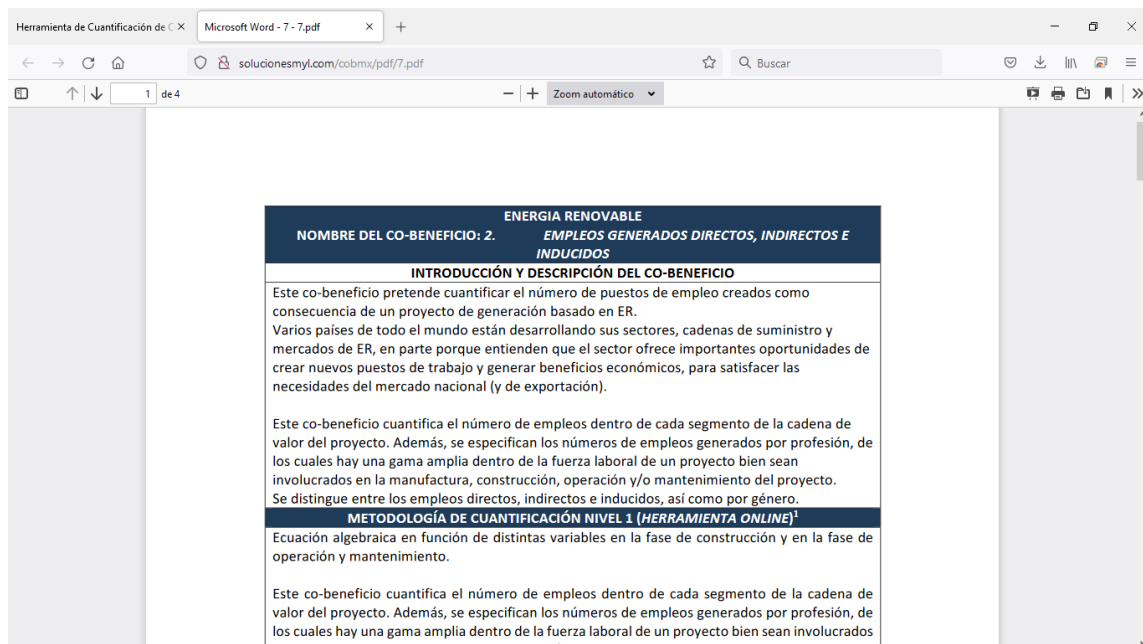 Herramienta de Cuantificación de C
Microsoft Word - 7 - 7.pdf
solucionesmyl.com/cobmx/pdf/7.pdf
Buscar
1 de 4
Zoom automático
ENERGIA RENOVABLE
NOMBRE DEL CO-BENEFICIO: 2. EMPLEOS GENERADOS DIRECTOS, INDIRECTOS E
INDUCIDOS
INTRODUCCIÓN Y DESCRIPCIÓN DEL CO-BENEFICIO
Este co-beneficio pretende cuantificar el número de puestos de empleo creados como
consecuencia de un proyecto de generación basado en ER.
Varios países de todo el mundo están desarrollando sus sectores, cadenas de suministro y
mercados de ER, en parte porque entienden que el sector ofrece importantes oportunidades de
crear nuevos puestos de trabajo y generar beneficios económicos, para satisfacer las
necesidades del mercado nacional (y de exportación).
Este co-beneficio cuantifica el número de empleos dentro de cada segmento de la cadena de
valor del proyecto. Además, se especifican los números de empleos generados por profesión, de
los cuales hay una gama amplia dentro de la fuerza laboral de un proyecto bien sean
involucrados en la manufactura, construcción, operación y/o mantenimiento del proyecto.
Se distingue entre los empleos directos, indirectos e inducidos, así como por género.
METODOLOGÍA DE CUANTIFICACIÓN NIVEL 1 (HERRAMIENTA ONLINE)¹
Ecuación algebraica en función de distintas variables en la fase de construcción y en la fase de
operación y mantenimiento.
Este co-beneficio cuantifica el número de empleos dentro de cada segmento de la cadena de
valor del proyecto. Además, se especifican los números de empleos generados por profesión, de
los cuales hay una gama amplia dentro de la fuerza laboral de un proyecto bien sean involucrados